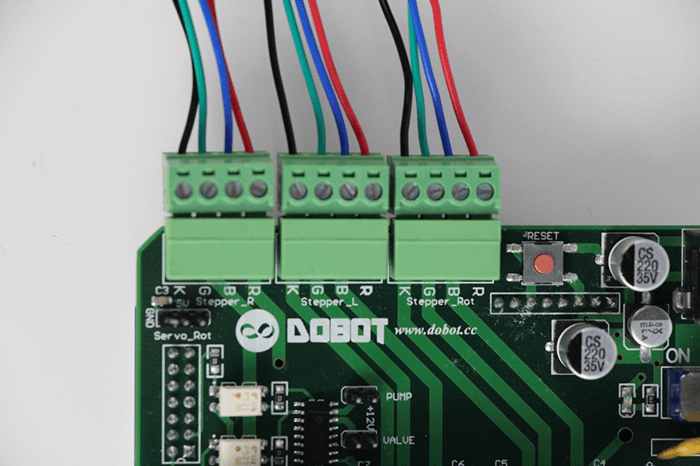 RESET
K G B R
K G B R
K G B R
C3
5V
Stepper_R
Stepper_L
Stepper_Rot
GND
DOBOT
www.dobot.cc
Servo_Rot
CS
220
35V
CS
220
35V
ON
PUMP
+12V
VALVE
C6
C5
C4